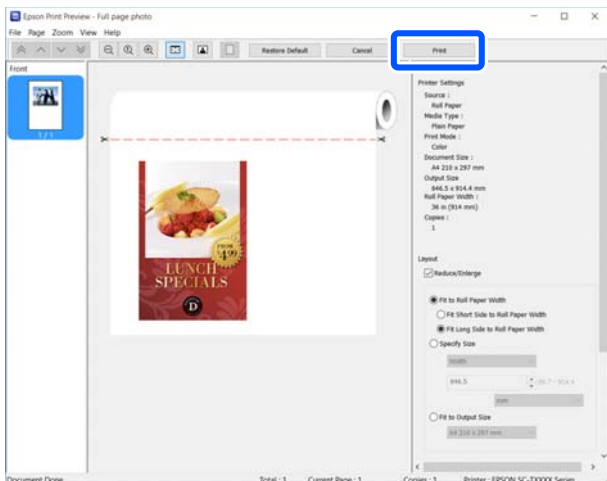 Epson Print Preview - Full page photo
File Page Zoom View Help
Restore Default Cancel Print
Front
1 / 1
FROM
$4.99
LUNCH
SPECIALS
D
Printer Settings
Source :
Roll Paper
Media Type :
Plain Paper
Print Mode :
Color
Document Size :
A4 210 x 297 mm
Output Size
646.5 x 914.4 mm
Roll Paper Width :
36 in (914 mm)
Copies :
1
Layout
Reduce/Enlarge
Fit to Roll Paper Width
Fit Short Side to Roll Paper Width
Fit Long Side to Roll Paper Width
Specify Size
Width
646.5
mm
Fit to Output Size
A4 210 x 297 mm
Document Done Total : 1 Current Page : 1 Copies : 1 Printer : EPSON SC-TXXXX Series